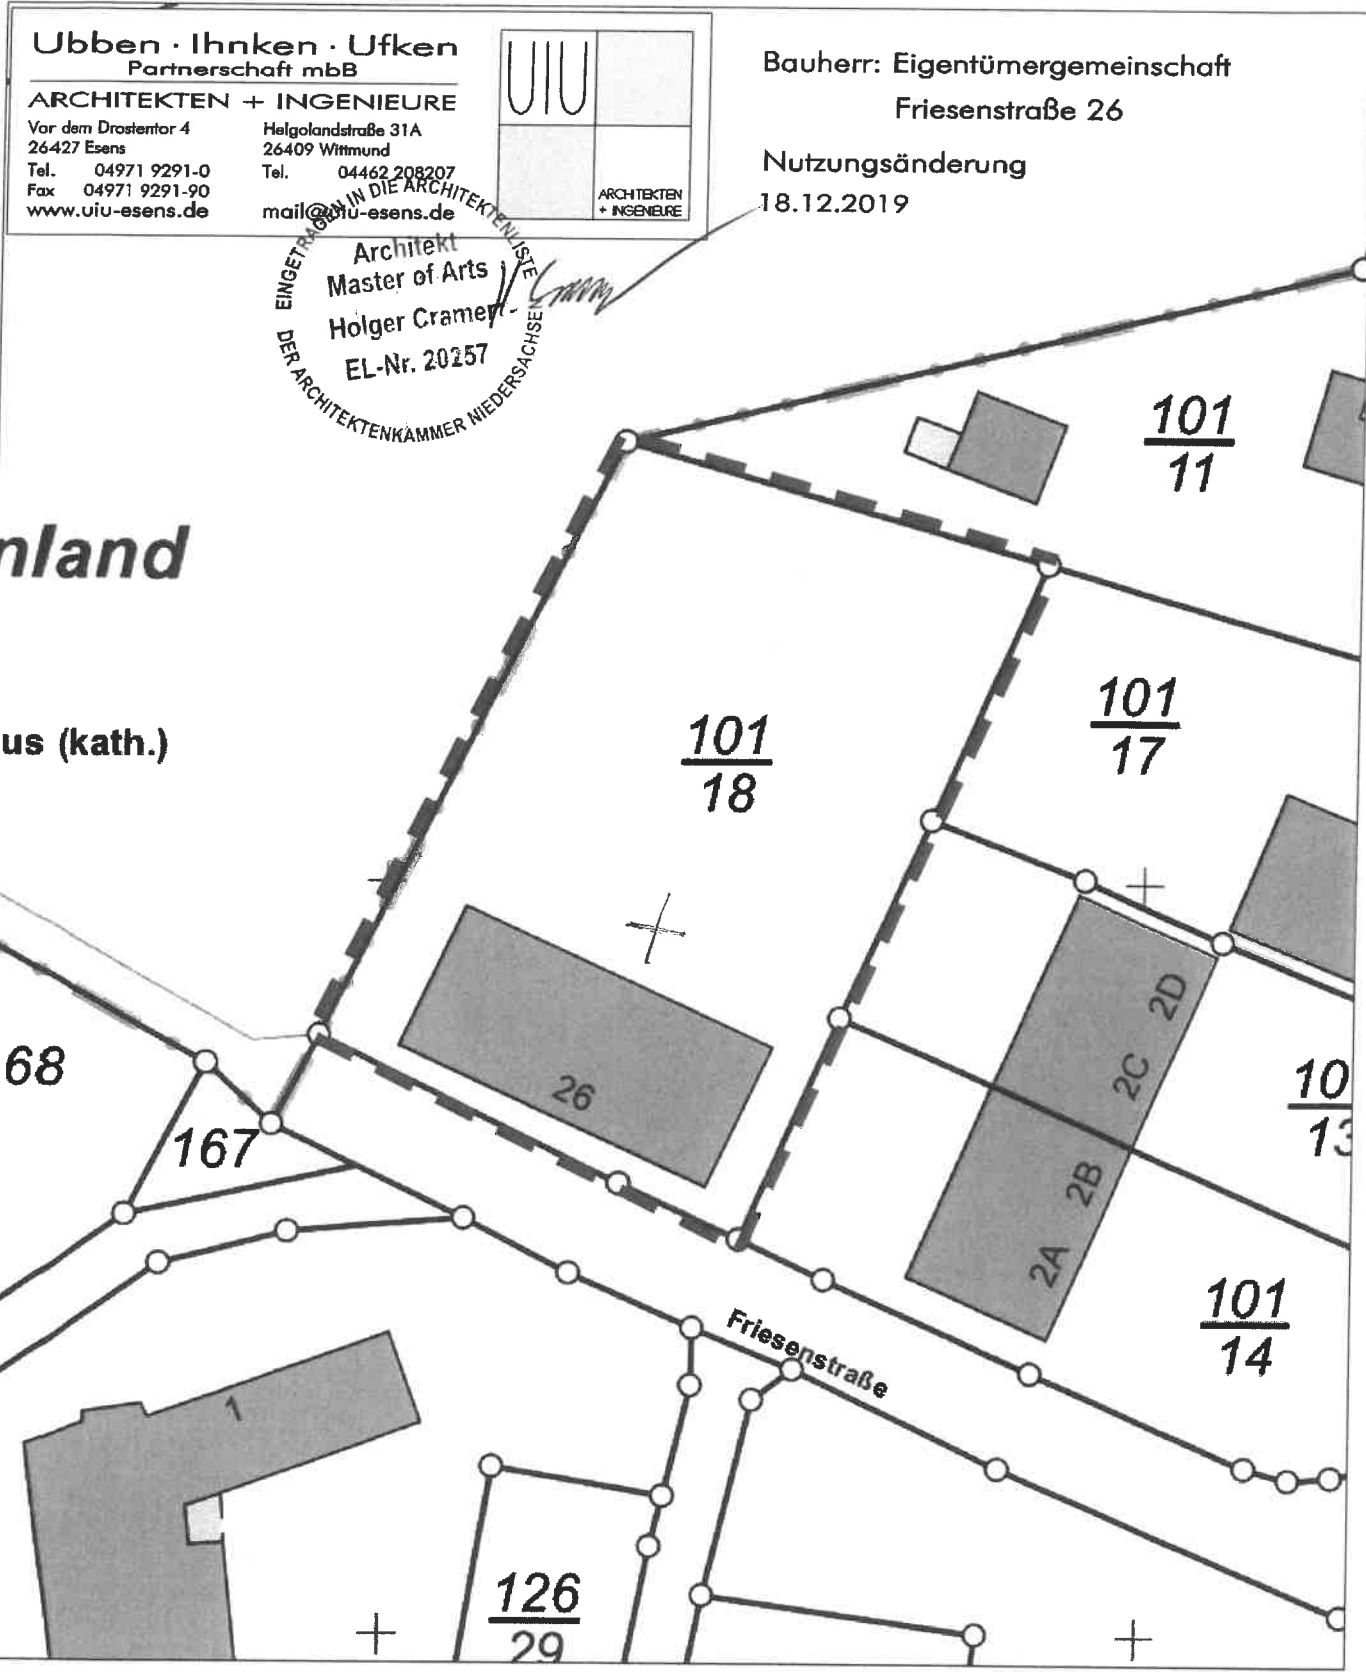 Ubben · Ihnken · Ufken
Partnerschaft mbB
ARCHITEKTEN + INGENIEURE
Vor dem Drostentor 4
26427 Esens
Tel. 04971 9291-0
Fax 04971 9291-90
www.uiu-esens.de
Helgolandstraße 31A
26409 Wittmund
Tel. 04462 208207
mail@uiu-esens.de
UIU
ARCHITEKTEN
+ INGENIEURE
Bauherr: Eigentümergemeinschaft
Friesenstraße 26
Nutzungsänderung
18.12.2019
EINGETRAGEN IN DIE ARCHITEKTENLISTE
DER ARCHITEKTENKAMMER NIEDERSACHSEN
Architekt
Master of Arts
Holger Cramer
EL-Nr. 20257
101
11
nland
101
17
us (kath.)
101
18
2D
2C
2B
2A
26
68
167
10
13
101
14
Friesenstraße
1
126
29